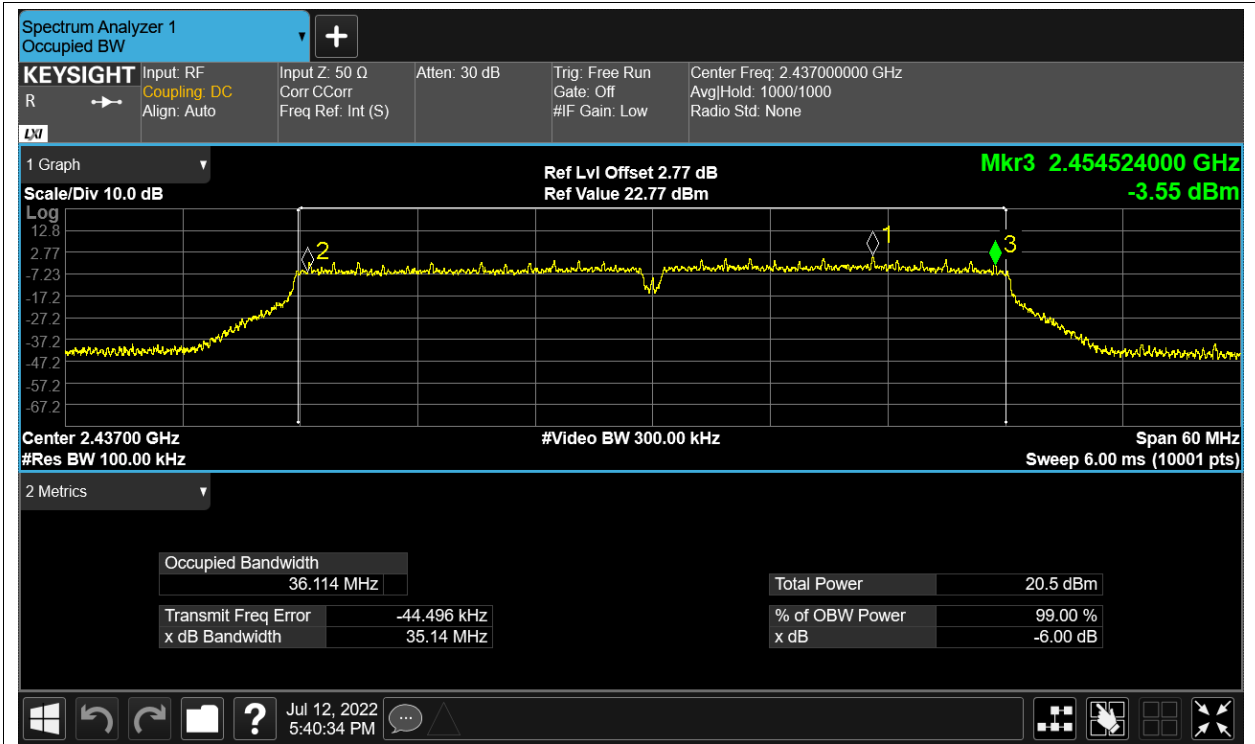 Spectrum Analyzer 1
Occupied BW
KEYSIGHT
R
LXI
Input: RF
Coupling: DC
Align: Auto
Input Z: 50 Ω
Corr CCorr
Freq Ref: Int (S)
Atten: 30 dB
Trig: Free Run
Gate: Off
#IF Gain: Low
Center Freq: 2.437000000 GHz
Avg|Hold: 1000/1000
Radio Std: None
1 Graph
Scale/Div 10.0 dB
Ref Lvl Offset 2.77 dB
Ref Value 22.77 dBm
Mkr3 2.454524000 GHz
-3.55 dBm
Log
12.8
2.77
-7.23
-17.2
-27.2
-37.2
-47.2
-57.2
-67.2
2
1
3
Center 2.43700 GHz
#Video BW 300.00 kHz
Span 60 MHz
#Res BW 100.00 kHz
Sweep 6.00 ms (10001 pts)
2 Metrics
Occupied Bandwidth
36.114 MHz
Transmit Freq Error -44.496 kHz
x dB Bandwidth 35.14 MHz
Total Power 20.5 dBm
% of OBW Power 99.00 %
x dB -6.00 dB
?
Jul 12, 2022
5:40:34 PM